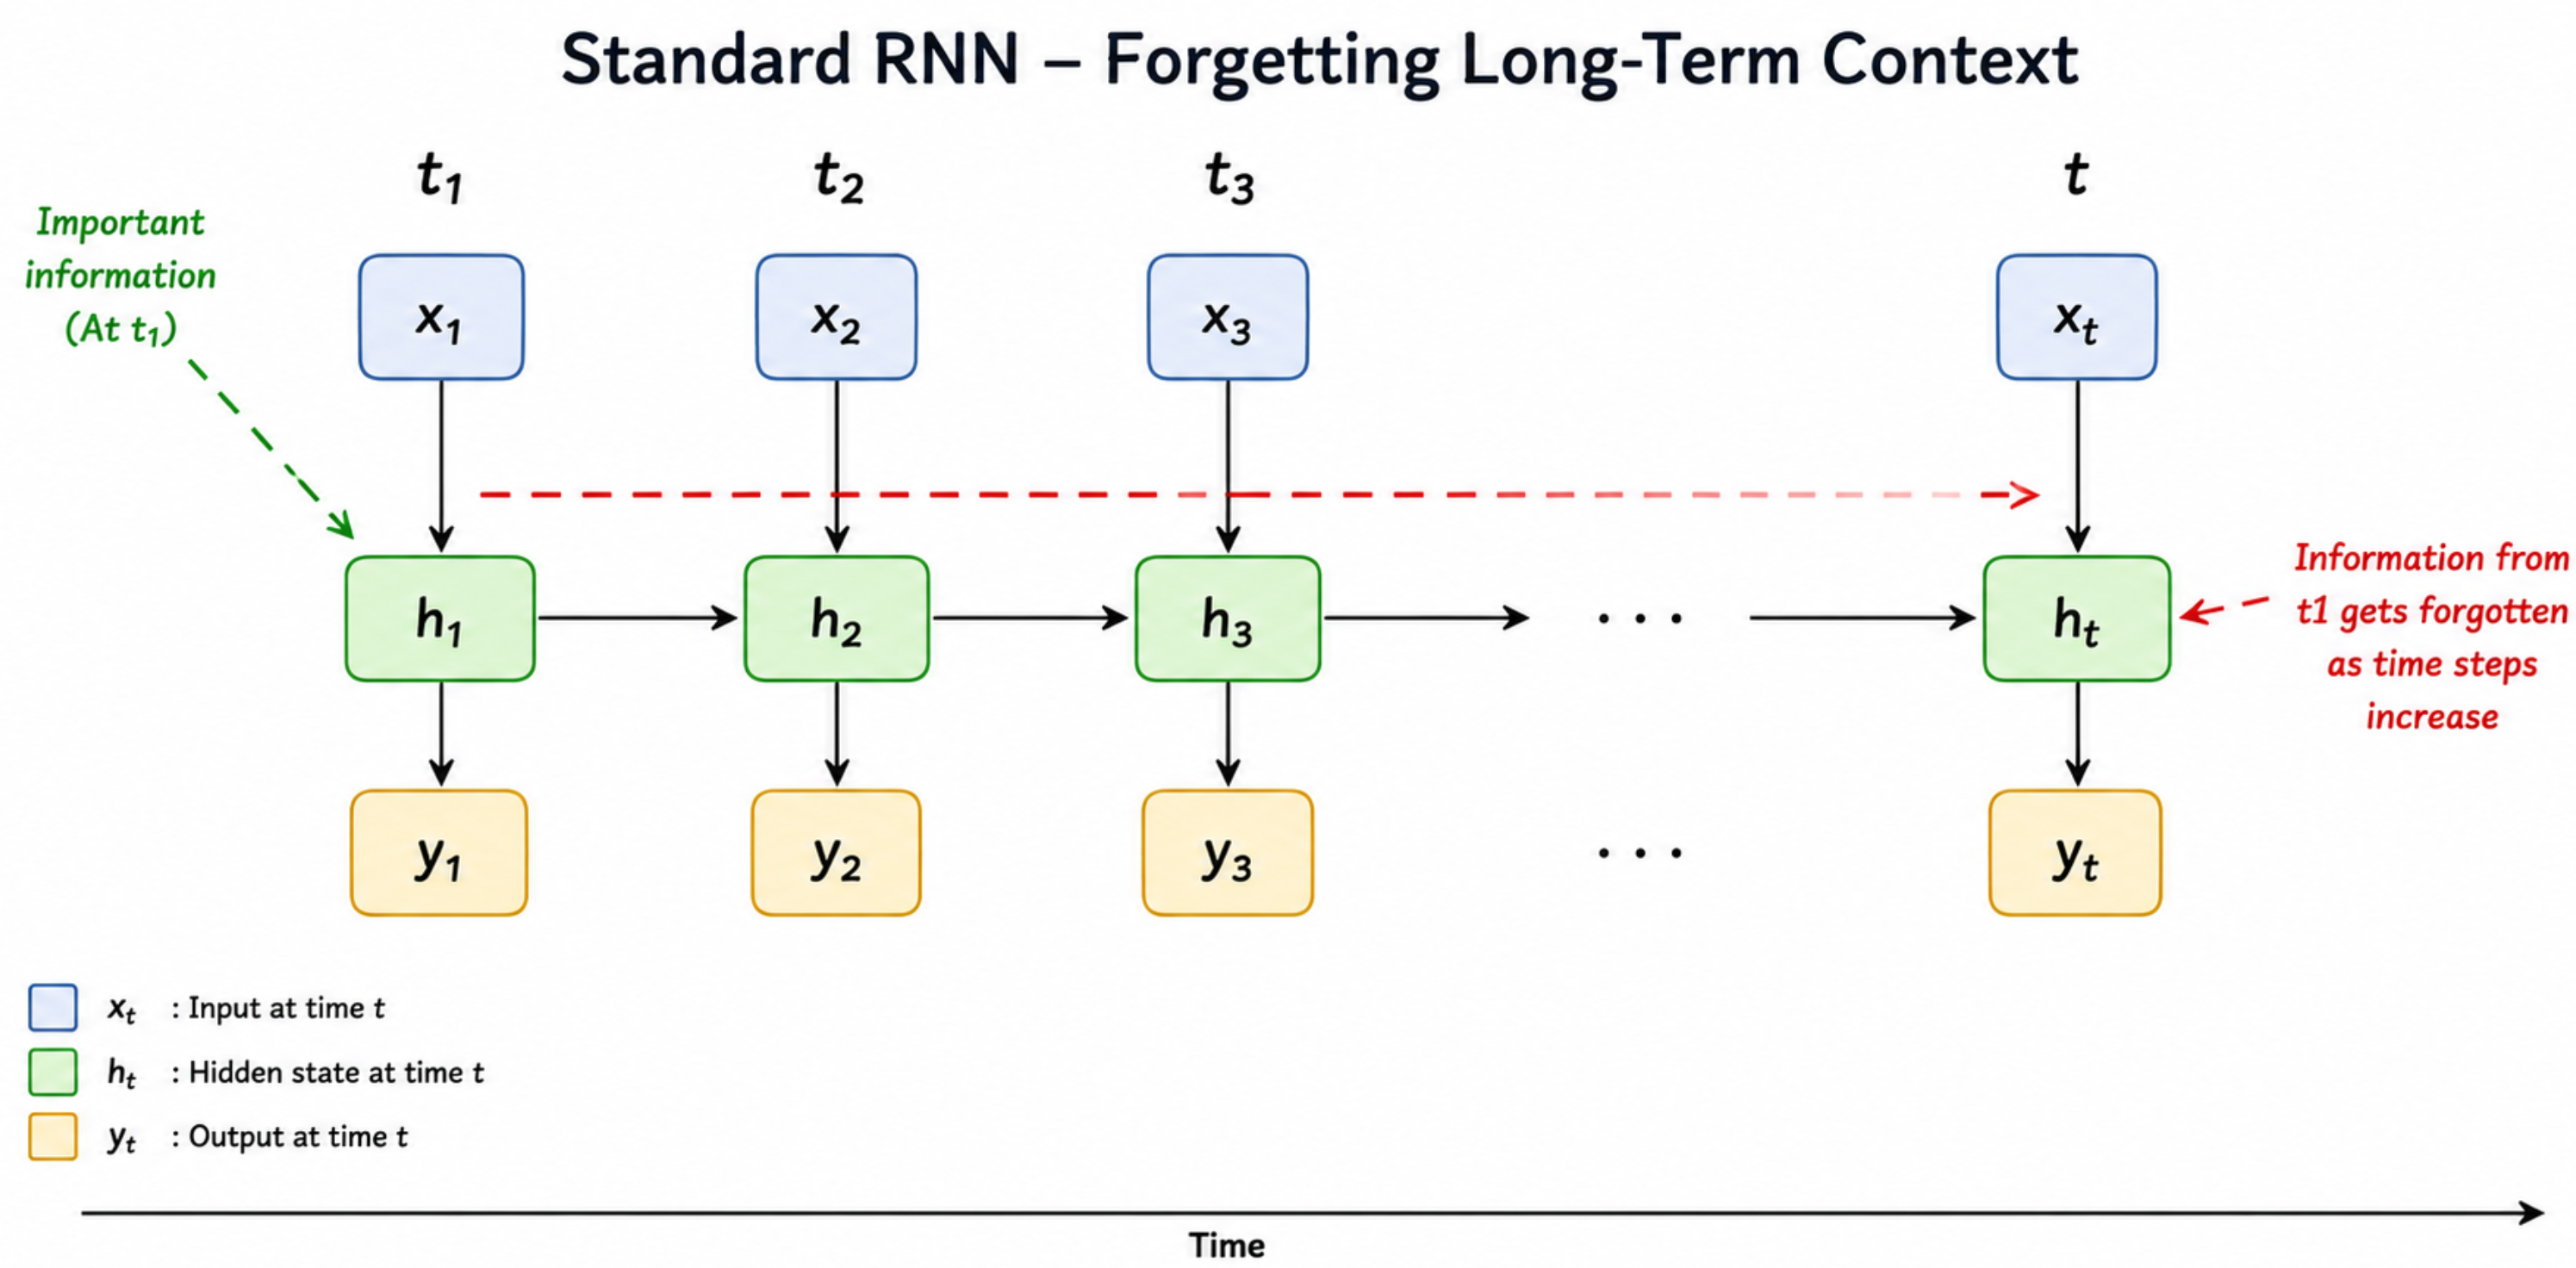 Standard RNN – Forgetting Long-Term Context
t₁ t₂ t₃ t
Important
information
(At t₁)
x₁ x₂ x₃ xₜ
h₁ h₂ h₃ . . . hₜ
Information from
t1 gets forgotten
as time steps
increase
y₁ y₂ y₃ . . . yₜ
xₜ : Input at time t
hₜ : Hidden state at time t
yₜ : Output at time t
Time